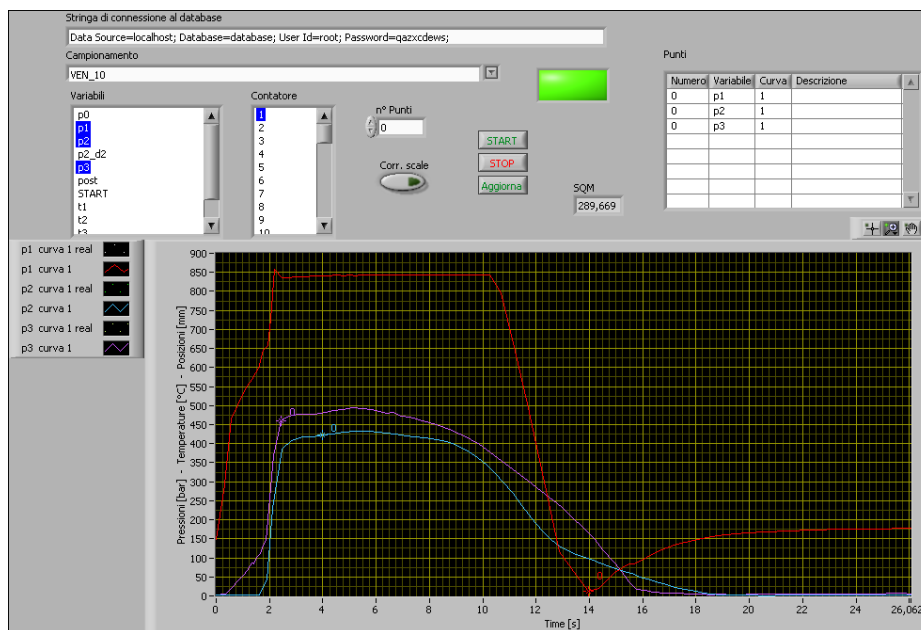 Stringa di connessione al database
Data Source=localhost; Database=database; User Id=root; Password=qazxcdews;
Campionamento
VEN_10
Variabili
p0
p1
p2
p2_d2
p3
post
START
t1
t2
t3
Contatore
1
2
3
4
5
6
7
8
9
10
n° Punti
0
Corr. scale
START
STOP
Aggiorna
SQM
289,669
Punti
Numero Variabile Curva Descrizione
0 p1 1
0 p2 1
0 p3 1
p1 curva 1 real
p1 curva 1
p2 curva 1 real
p2 curva 1
p3 curva 1 real
p3 curva 1
Pressioni [bar] - Temperature [°C] - Posizioni [mm]
900
850
800
750
700
650
600
550
500
450
400
350
300
250
200
150
100
50
0
0
0
0
0 2 4 6 8 10 12 14 16 18 20 22 24 26,062
Time [s]